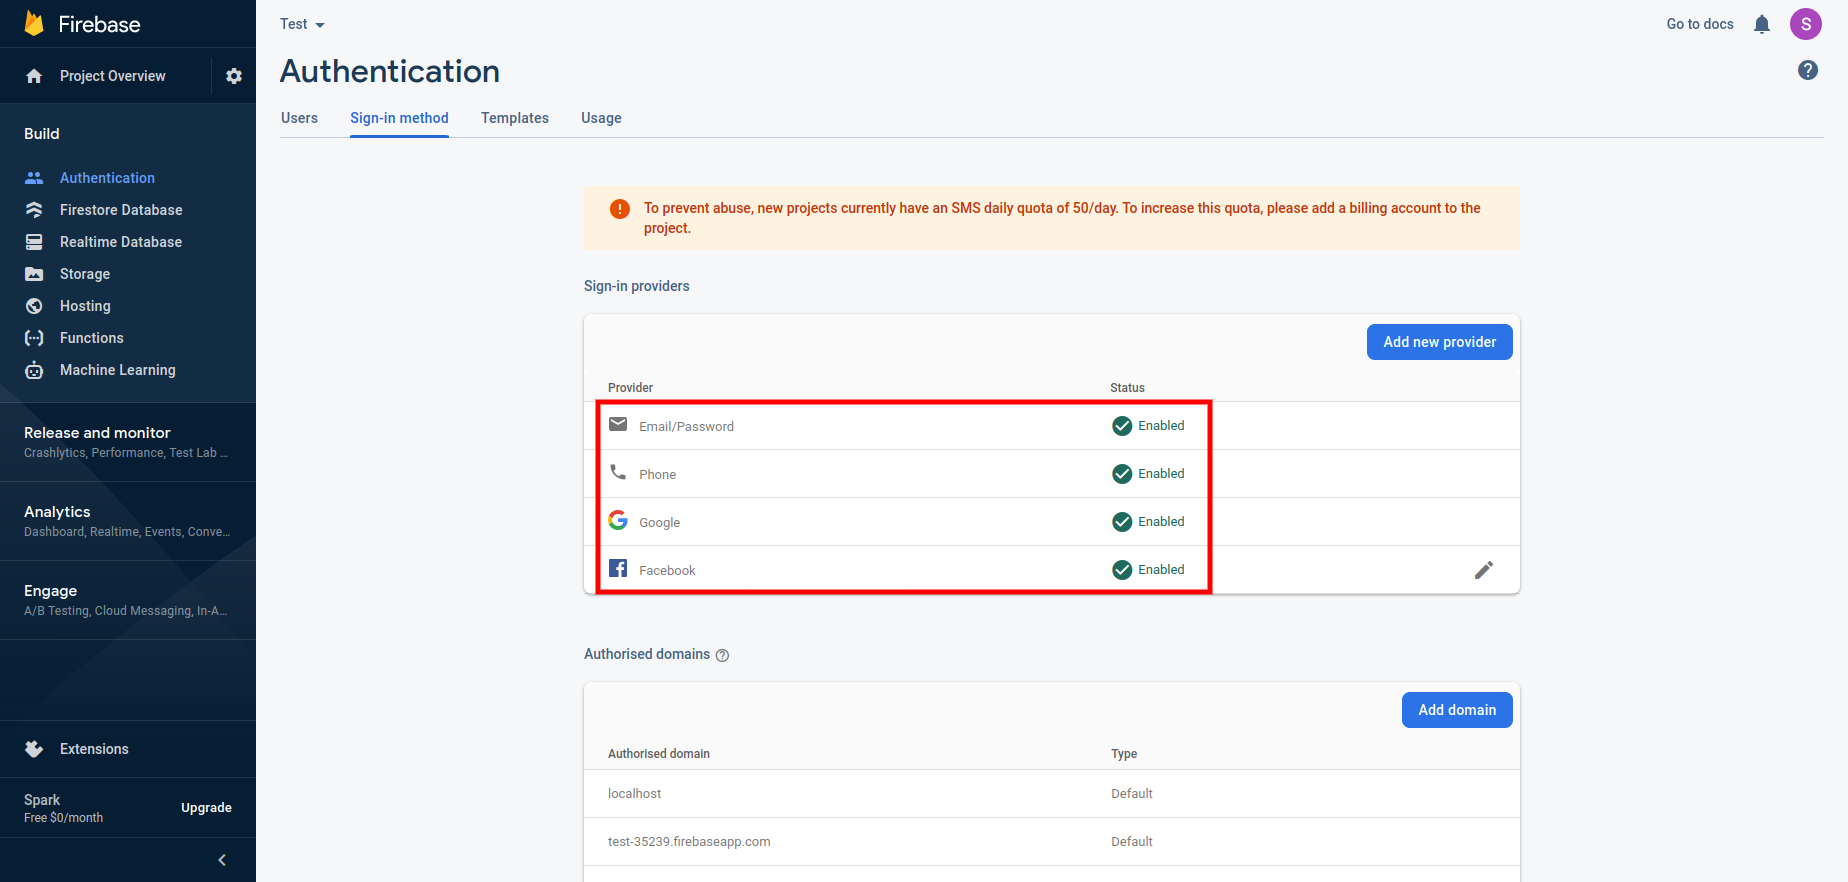 Firebase
Project Overview
Build
Authentication
Firestore Database
Realtime Database
Storage
Hosting
Functions
Machine Learning
Release and monitor
Crashlytics, Performance, Test Lab ...
Analytics
Dashboard, Realtime, Events, Conve...
Engage
A/B Testing, Cloud Messaging, In-A...
Extensions
Spark
Free $0/month
Upgrade
Test
Go to docs
S
Authentication
Users Sign-in method Templates Usage
To prevent abuse, new projects currently have an SMS daily quota of 50/day. To increase this quota, please add a billing account to the
project.
Sign-in providers
Add new provider
Provider Status
Email/Password Enabled
Phone Enabled
Google Enabled
Facebook Enabled
Authorised domains
Add domain
Authorised domain Type
localhost Default
test-35239.firebaseapp.com Default